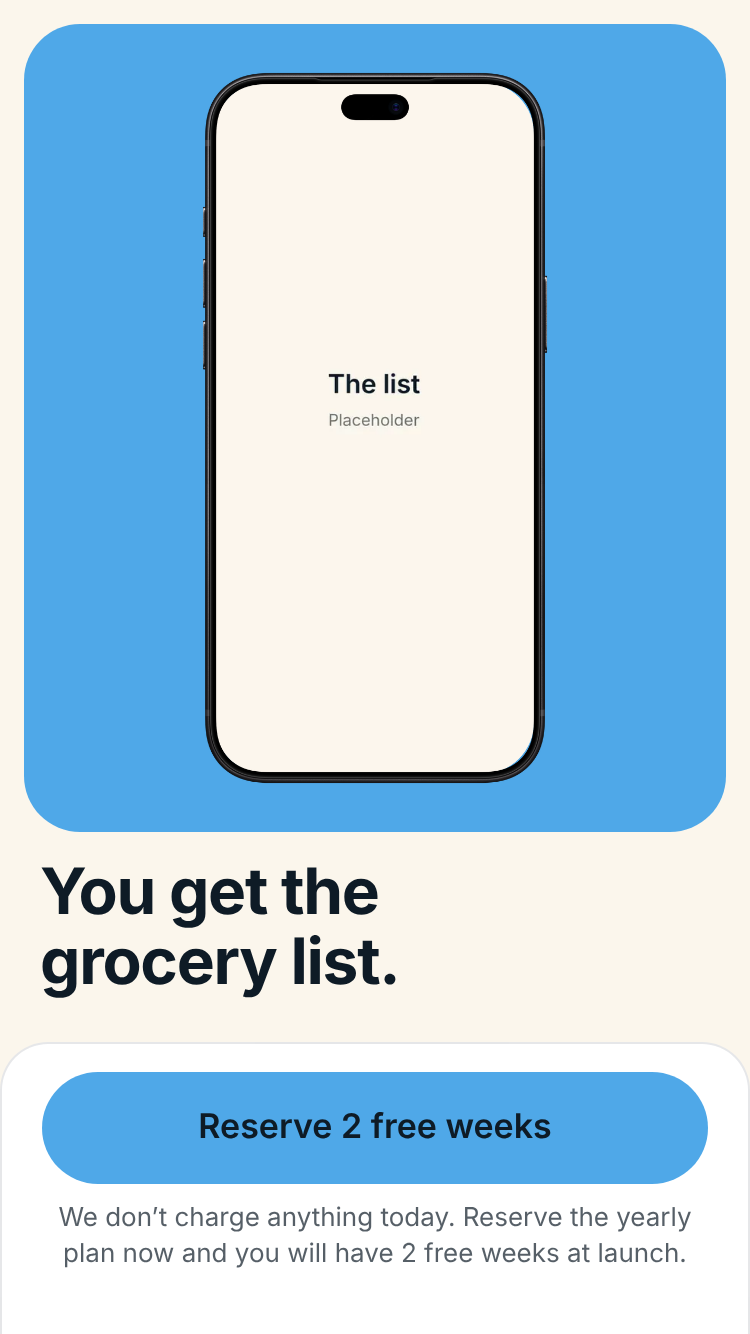 The list
Placeholder
You get the
grocery list.
Reserve 2 free weeks
We don’t charge anything today. Reserve the yearly
plan now and you will have 2 free weeks at launch.